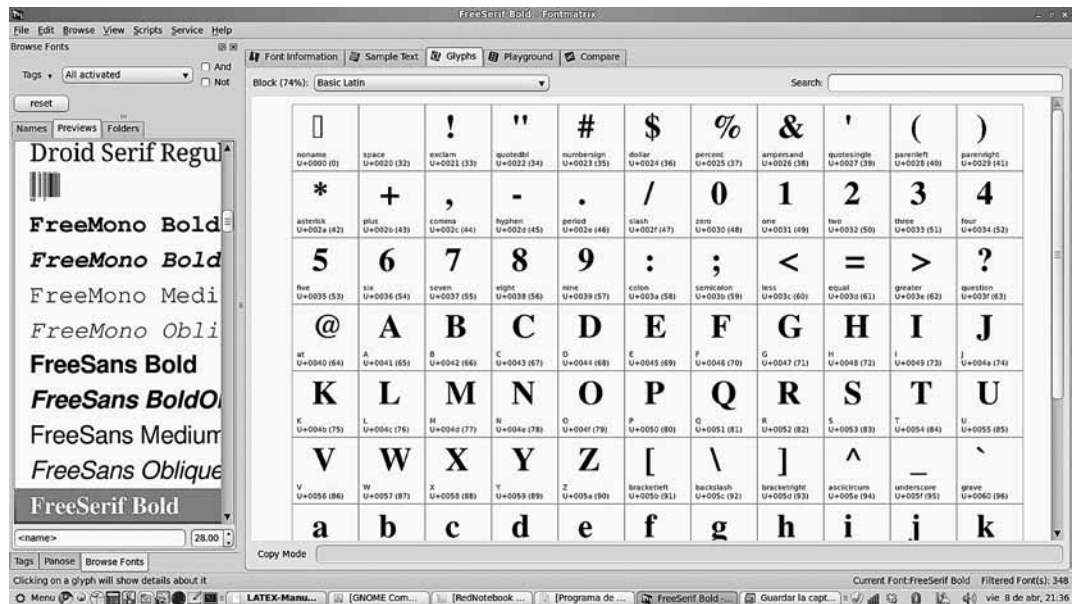 FreeSerif Bold - Fontmatrix
File Edit Browse View Scripts Service Help
Browse Fonts
Tags All activated And
Not
reset
Names Previews Folders
Droid Serif Regul
FreeMono Bold
FreeMono Bold
FreeMono Medi
FreeMono Obli
FreeSans Bold
FreeSans BoldOl
FreeSans Medium
FreeSans Oblique
FreeSerif Bold
<name> 28.00
Tags Panose Browse Fonts
Font Information Sample Text Glyphs Playground Compare
Block (74%): Basic Latin Search:
! " # $ % & ' ( )
noname space exclam quotedbl numbersign dollar percent ampersand quotesingle parenleft parenright
U+0000 (0) U+0020 (32) U+0021 (33) U+0022 (34) U+0023 (35) U+0024 (36) U+0025 (37) U+0026 (38) U+0027 (39) U+0028 (40) U+0029 (41)
* + , - . / 0 1 2 3 4
asterisk plus comma hyphen period slash zero one two three four
U+002a (42) U+002b (43) U+002c (44) U+002d (45) U+002e (46) U+002f (47) U+0030 (48) U+0031 (49) U+0032 (50) U+0033 (51) U+0034 (52)
5 6 7 8 9 : ; < = > ?
five six seven eight nine colon semicolon less equal greater question
U+0035 (53) U+0036 (54) U+0037 (55) U+0038 (56) U+0039 (57) U+003a (58) U+003b (59) U+003c (60) U+003d (61) U+003e (62) U+003f (63)
@ A B C D E F G H I J
at A B C D E F G H I J
U+0040 (64) U+0041 (65) U+0042 (66) U+0043 (67) U+0044 (68) U+0045 (69) U+0046 (70) U+0047 (71) U+0048 (72) U+0049 (73) U+004a (74)
K L M N O P Q R S T U
K L M N O P Q R S T U
U+004b (75) U+004c (76) U+004d (77) U+004e (78) U+004f (79) U+0050 (80) U+0051 (81) U+0052 (82) U+0053 (83) U+0054 (84) U+0055 (85)
V W X Y Z [ \ ] ^ _ `
V W X Y Z bracketleft backslash bracketright asciicircum underscore grave
U+0056 (86) U+0057 (87) U+0058 (88) U+0059 (89) U+005a (90) U+005b (91) U+005c (92) U+005d (93) U+005e (94) U+005f (95) U+0060 (96)
a b c d e f g h i j k
Copy Mode
Clicking on a glyph will show details about it Current Font:FreeSerif Bold Filtered Font(s): 348
Menu LATEX-Manu... [GNOME Com... [RedNotebook ... [Programa de ... FreeSerif Bold -... Guardar la capt... vie 8 de abr, 21:36